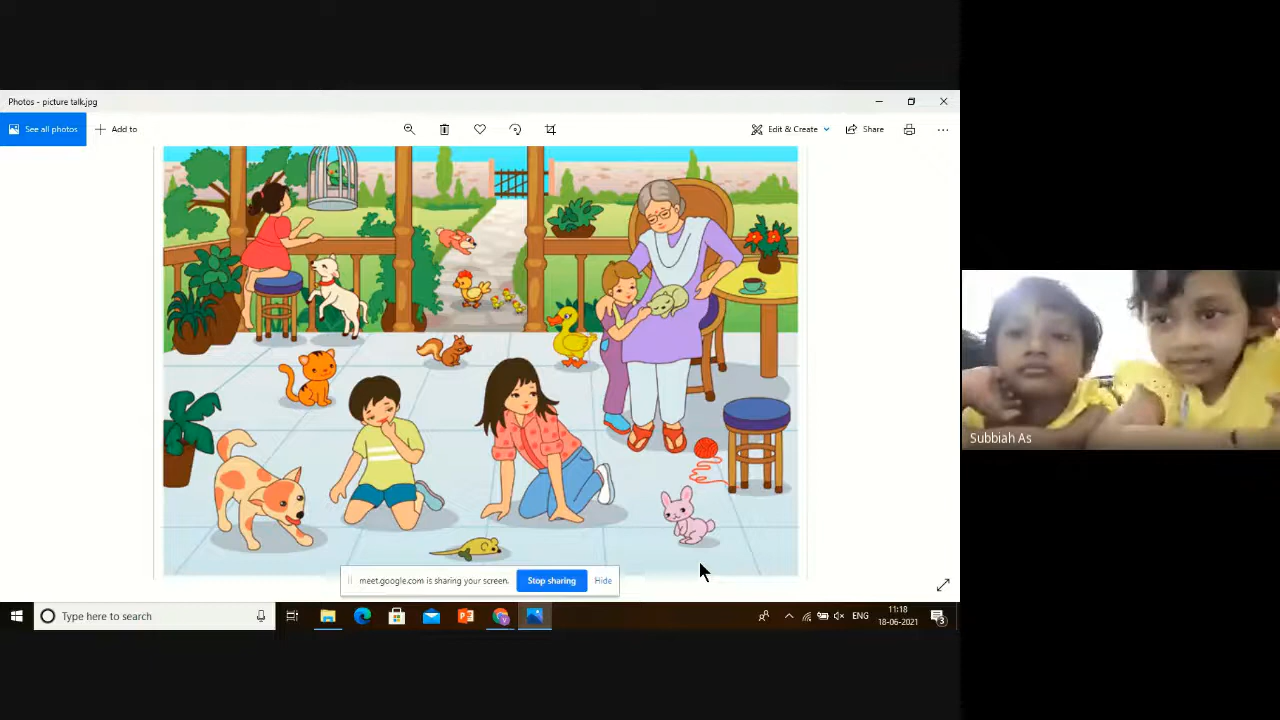 Photos - picture talk.jpg
See all photos
Add to
Edit & Create
Share
Subbiah As
meet.google.com is sharing your screen.
Stop sharing
Hide
Type here to search
ENG
11:18
18-06-2021
3